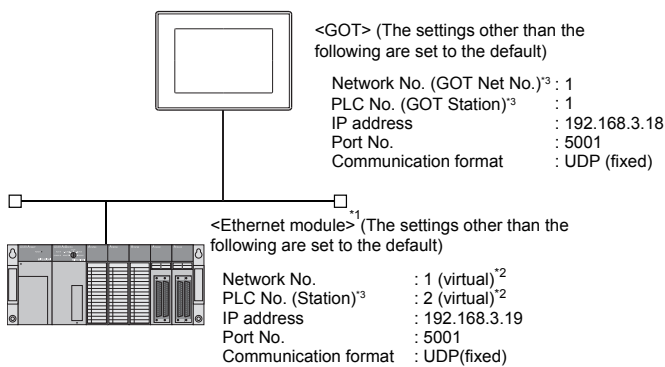 <GOT> (The settings other than the
following are set to the default)
Network No. (GOT Net No.)*3 : 1
PLC No. (GOT Station)*3 : 1
IP address : 192.168.3.18
Port No. : 5001
Communication format : UDP (fixed)
<Ethernet module>*1(The settings other than the
following are set to the default)
Network No. : 1 (virtual)*2
PLC No. (Station)*3 : 2 (virtual)*2
IP address : 192.168.3.19
Port No. : 5001
Communication format : UDP(fixed)